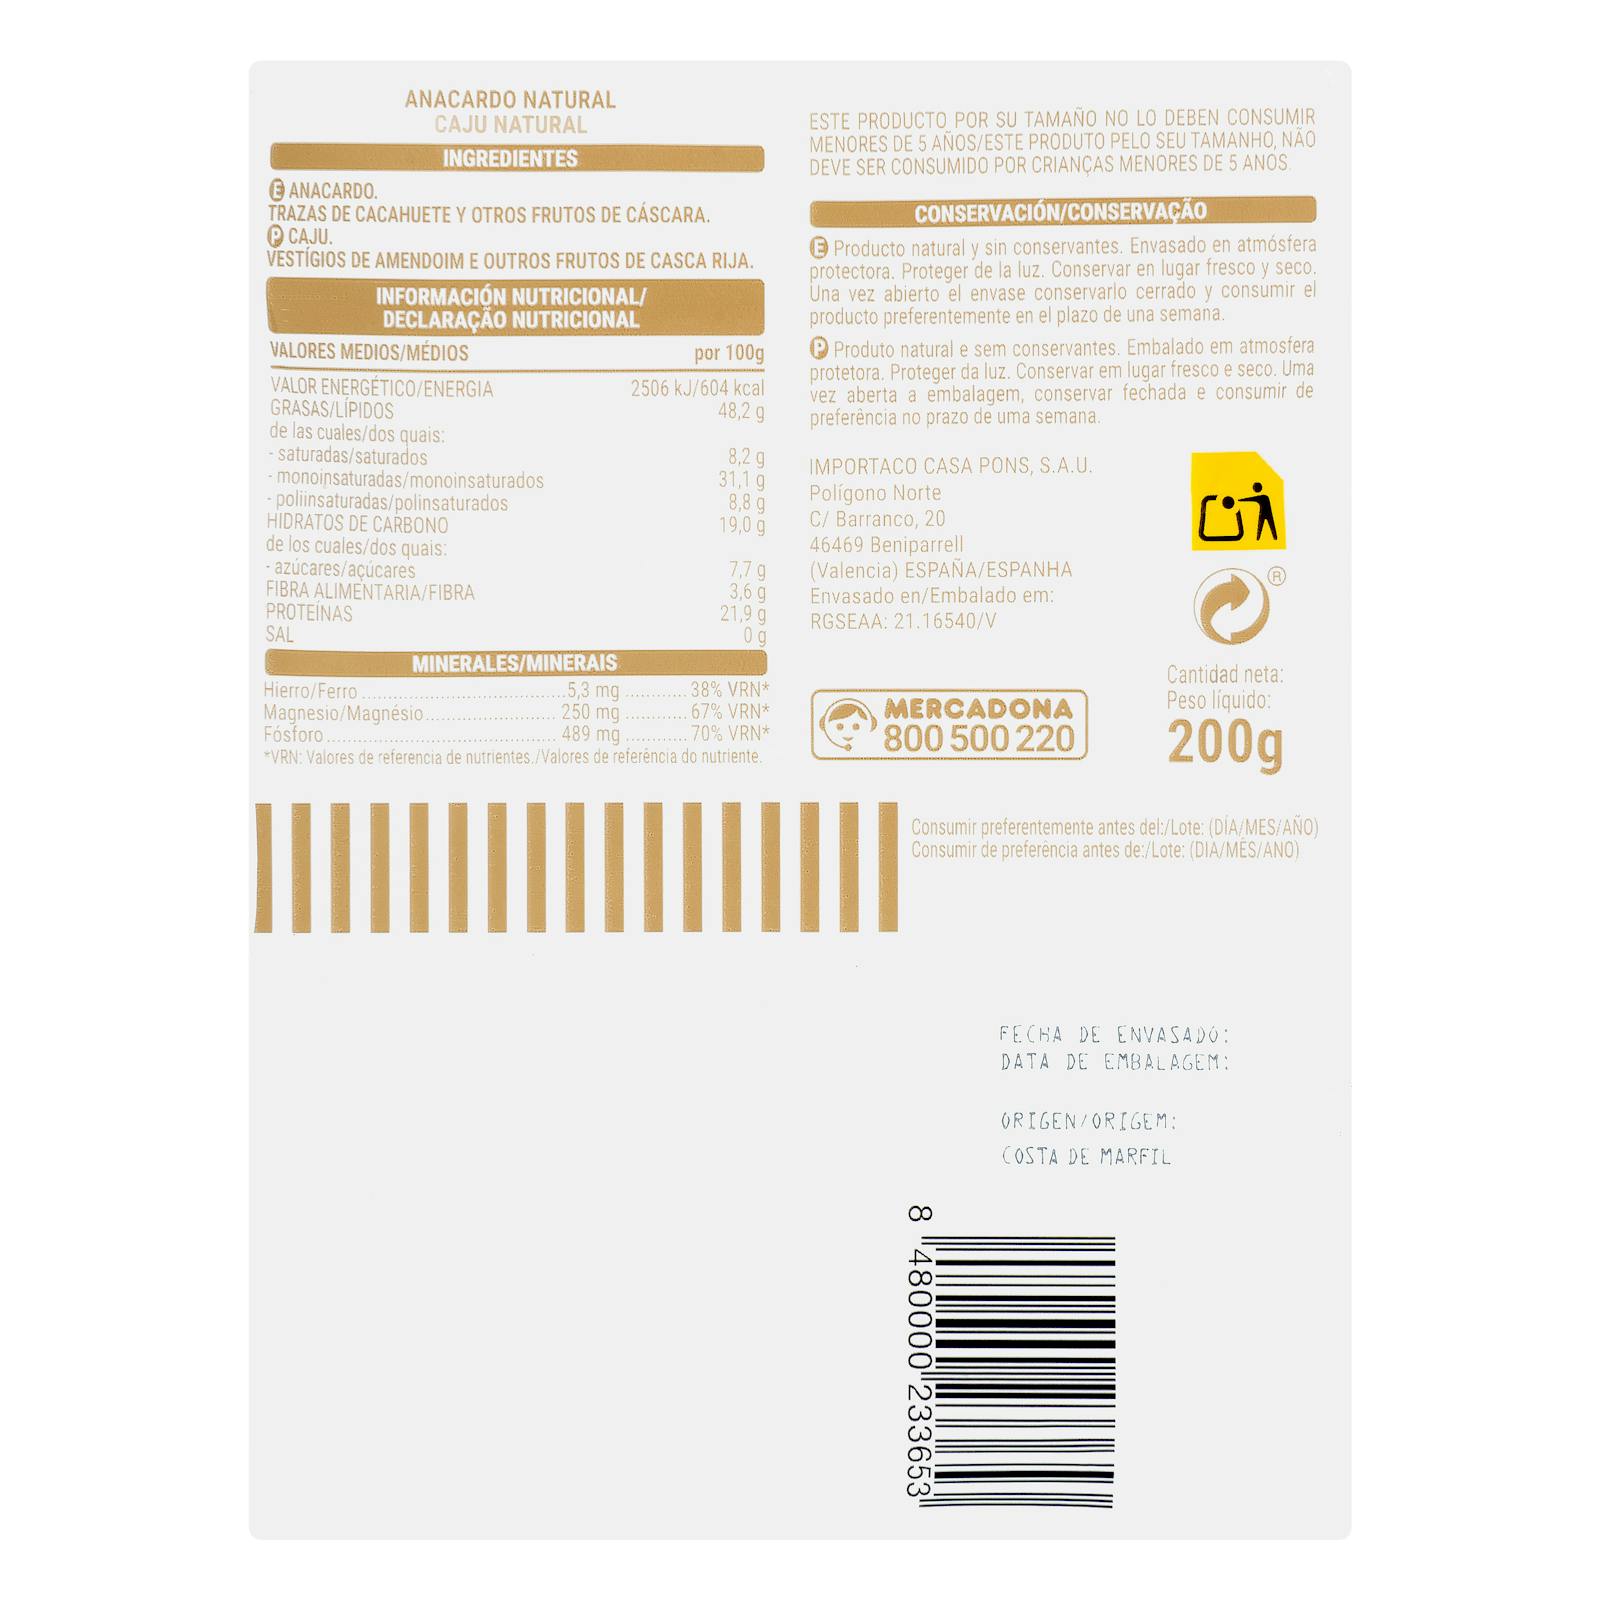 ANACARDO NATURAL
CAJU NATURAL
INGREDIENTES
E ANACARDO.
TRAZAS DE CACAHUETE Y OTROS FRUTOS DE CÁSCARA.
P CAJU.
VESTÍGIOS DE AMENDOIM E OUTROS FRUTOS DE CASCA RIJA.
INFORMACIÓN NUTRICIONAL/
DECLARAÇÃO NUTRICIONAL
VALORES MEDIOS/MÉDIOS por 100g
VALOR ENERGÉTICO/ENERGIA 2506 kJ/604 kcal
GRASAS/LÍPIDOS 48,2 g
de las cuales/dos quais:
- saturadas/saturados 8,2 g
- monoinsaturadas/monoinsaturados 31,1 g
- poliinsaturadas/polinsaturados 8,8 g
HIDRATOS DE CARBONO 19,0 g
de los cuales/dos quais:
- azúcares/açúcares 7,7 g
FIBRA ALIMENTARIA/FIBRA 3,6 g
PROTEÍNAS 21,9 g
SAL 0 g
MINERALES/MINERAIS
Hierro/Ferro 5,3 mg 38% VRN*
Magnesio/Magnésio 250 mg 67% VRN*
Fósforo 489 mg 70% VRN*
*VRN: Valores de referencia de nutrientes./Valores de referência do nutriente.
ESTE PRODUCTO POR SU TAMAÑO NO LO DEBEN CONSUMIR
MENORES DE 5 AÑOS/ESTE PRODUTO PELO SEU TAMANHO, NÃO
DEVE SER CONSUMIDO POR CRIANÇAS MENORES DE 5 ANOS.
CONSERVACIÓN/CONSERVAÇÃO
E Producto natural y sin conservantes. Envasado en atmósfera
protectora. Proteger de la luz. Conservar en lugar fresco y seco.
Una vez abierto el envase conservarlo cerrado y consumir el
producto preferentemente en el plazo de una semana.
P Produto natural e sem conservantes. Embalado em atmosfera
protetora. Proteger da luz. Conservar em lugar fresco e seco. Uma
vez aberta a embalagem, conservar fechada e consumir de
preferência no prazo de uma semana.
IMPORTACO CASA PONS, S.A.U.
Polígono Norte
C/ Barranco, 20
46469 Beniparrell
(Valencia) ESPAÑA/ESPANHA
Envasado en/Embalado em:
RGSEAA: 21.16540/V
®
MERCADONA
800 500 220
Cantidad neta:
Peso líquido:
200g
Consumir preferentemente antes del:/Lote: (DÍA/MES/AÑO)
Consumir de preferência antes de:/Lote: (DIA/MÊS/ANO)
FECHA DE ENVASADO:
DATA DE EMBALAGEM:
ORIGEN/ORIGEM:
COSTA DE MARFIL
8 480000 233653